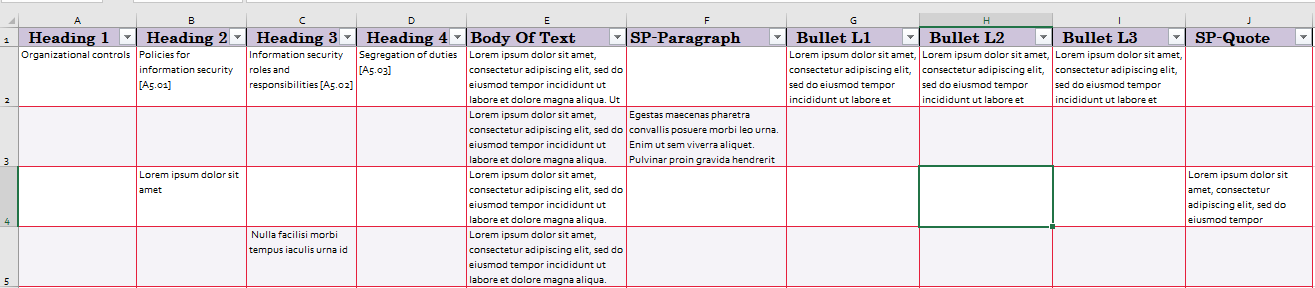 A B C D E F G H I J
1 Heading 1 Heading 2 Heading 3 Heading 4 Body Of Text SP-Paragraph Bullet L1 Bullet L2 Bullet L3 SP-Quote
2
Organizational controls
Policies for
information security
[A5.01]
Information security
roles and
responsibilities [A5.02]
Segregation of duties
[A5.03]
Lorem ipsum dolor sit amet,
consectetur adipiscing elit, sed do
eiusmod tempor incididunt ut
labore et dolore magna aliqua. Ut
Lorem ipsum dolor sit amet,
consectetur adipiscing elit,
sed do eiusmod tempor
incididunt ut labore et
Lorem ipsum dolor sit amet,
consectetur adipiscing elit,
sed do eiusmod tempor
incididunt ut labore et
Lorem ipsum dolor sit amet,
consectetur adipiscing elit,
sed do eiusmod tempor
incididunt ut labore et
3
Lorem ipsum dolor sit amet,
consectetur adipiscing elit, sed do
eiusmod tempor incididunt ut
labore et dolore magna aliqua.
Egestas maecenas pharetra
convallis posuere morbi leo urna.
Enim ut sem viverra aliquet.
Pulvinar proin gravida hendrerit
4
Lorem ipsum dolor sit
amet
Lorem ipsum dolor sit amet,
consectetur adipiscing elit, sed do
eiusmod tempor incididunt ut
labore et dolore magna aliqua.
Lorem ipsum dolor sit
amet, consectetur
adipiscing elit, sed do
eiusmod tempor
5
Nulla facilisi morbi
tempus iaculis urna id
Lorem ipsum dolor sit amet,
consectetur adipiscing elit, sed do
eiusmod tempor incididunt ut
labore et dolore magna aliqua.